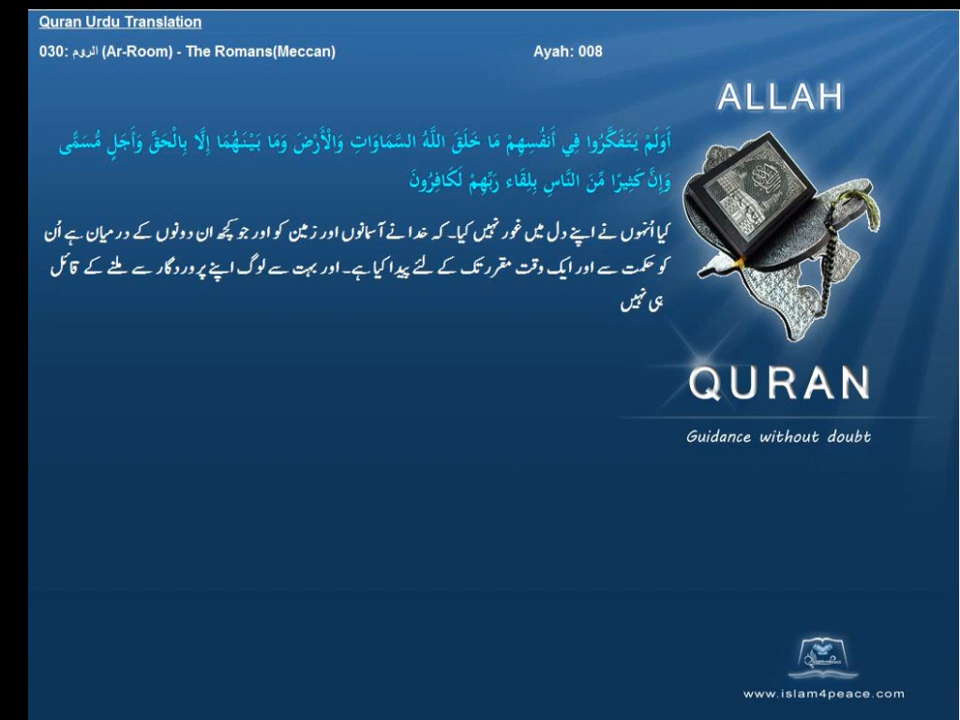 Quran Urdu Translation
030: الروم (Ar-Room) - The Romans(Meccan) Ayah: 008
ALLAH
أَوَلَمْ يَتَفَكَّرُوا فِي أَنفُسِهِمْ مَا خَلَقَ اللَّهُ السَّمَاوَاتِ وَالْأَرْضَ وَمَا بَيْنَهُمَا إِلَّا بِالْحَقِّ وَأَجَلٍ مُّسَمًّى
وَإِنَّ كَثِيرًا مِّنَ النَّاسِ بِلِقَاء رَبِّهِمْ لَكَافِرُونَ
کیا اُنہوں نے اپنے دل میں غور نہیں کیا۔ کہ خدا نے آسمانوں اور زمین کو اور جو کچھ ان دونوں کے درمیان ہے اُن
کو حکمت سے اور ایک وقت مقرر تک کے لئے پیدا کیا ہے۔ اور بہت سے لوگ اپنے پروردگار سے ملنے کے قائل
ہی نہیں
QURAN
Guidance without doubt
www.islam4peace.com